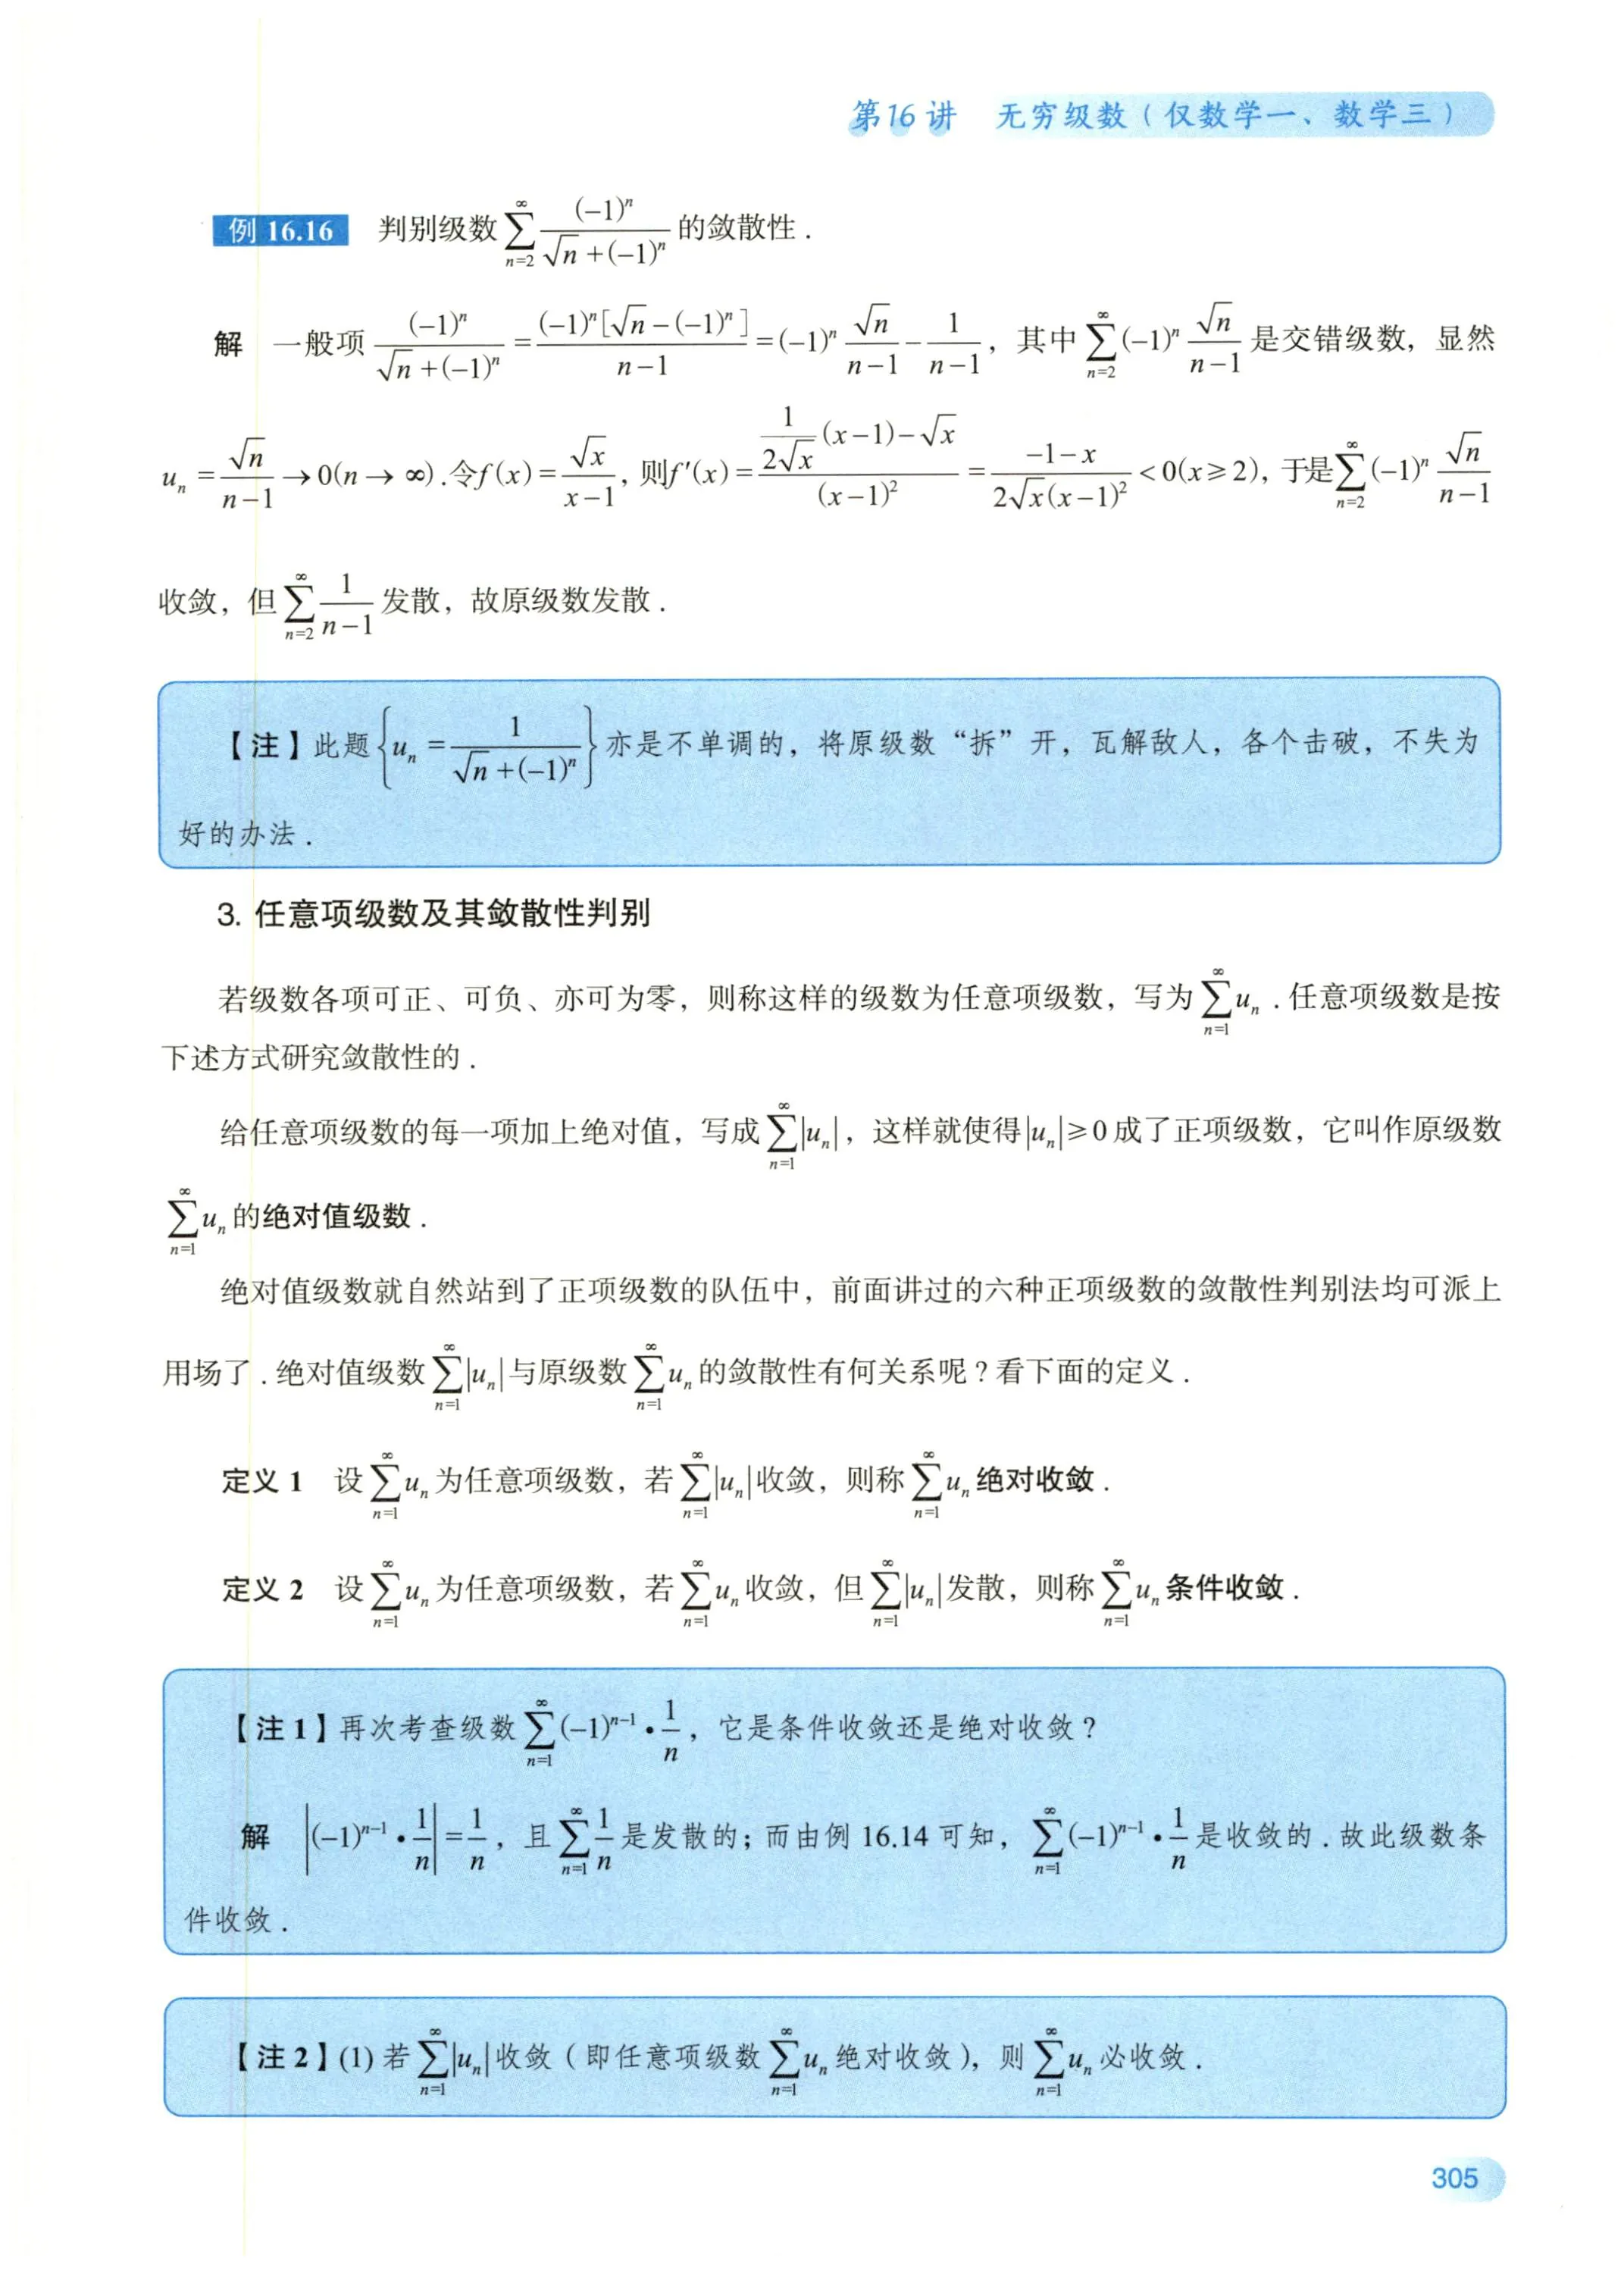 第16讲 无穷级数（仅数学一、数学三）
例 16.16 判别级数 $\sum_{n=2}^{\infty}\frac{(-1)^n}{\sqrt{n}+(-1)^n}$ 的敛散性.
解 一般项 $\frac{(-1)^n}{\sqrt{n}+(-1)^n}=\frac{(-1)^n[\sqrt{n}-(-1)^n]}{n-1}=(-1)^n\frac{\sqrt{n}}{n-1}-\frac{1}{n-1}$，其中 $\sum_{n=2}^{\infty}(-1)^n\frac{\sqrt{n}}{n-1}$ 是交错级数，显然
$u_n=\frac{\sqrt{n}}{n-1}\to 0(n\to\infty)$.令 $f(x)=\frac{\sqrt{x}}{x-1}$，则 $f'(x)=\frac{\frac{1}{2\sqrt{x}}(x-1)-\sqrt{x}}{(x-1)^2}=\frac{-1-x}{2\sqrt{x}(x-1)^2}<0(x\geq 2)$，于是 $\sum_{n=2}^{\infty}(-1)^n\frac{\sqrt{n}}{n-1}$
收敛，但 $\sum_{n=2}^{\infty}\frac{1}{n-1}$ 发散，故原级数发散.
【注】此题 $\left\{u_n=\frac{1}{\sqrt{n}+(-1)^n}\right\}$ 亦是不单调的，将原级数“拆”开，瓦解敌人，各个击破，不失为
好的办法.
3. 任意项级数及其敛散性判别
若级数各项可正、可负、亦可为零，则称这样的级数为任意项级数，写为 $\sum_{n=1}^{\infty}u_n$.任意项级数是按
下述方式研究敛散性的.
给任意项级数的每一项加上绝对值，写成 $\sum_{n=1}^{\infty}|u_n|$，这样就使得 $|u_n|\geq 0$ 成了正项级数，它叫作原级数
$\sum_{n=1}^{\infty}u_n$ 的绝对值级数.
绝对值级数就自然站到了正项级数的队伍中，前面讲过的六种正项级数的敛散性判别法均可派上
用场了.绝对值级数 $\sum_{n=1}^{\infty}|u_n|$ 与原级数 $\sum_{n=1}^{\infty}u_n$ 的敛散性有何关系呢？看下面的定义.
定义 1 设 $\sum_{n=1}^{\infty}u_n$ 为任意项级数，若 $\sum_{n=1}^{\infty}|u_n|$ 收敛，则称 $\sum_{n=1}^{\infty}u_n$ 绝对收敛.
定义 2 设 $\sum_{n=1}^{\infty}u_n$ 为任意项级数，若 $\sum_{n=1}^{\infty}u_n$ 收敛，但 $\sum_{n=1}^{\infty}|u_n|$ 发散，则称 $\sum_{n=1}^{\infty}u_n$ 条件收敛.
【注 1】再次考查级数 $\sum_{n=1}^{\infty}(-1)^{n-1}\cdot\frac{1}{n}$，它是条件收敛还是绝对收敛？
解 $\left|(-1)^{n-1}\cdot\frac{1}{n}\right|=\frac{1}{n}$，且 $\sum_{n=1}^{\infty}\frac{1}{n}$ 是发散的；而由例 16.14 可知，$\sum_{n=1}^{\infty}(-1)^{n-1}\cdot\frac{1}{n}$ 是收敛的.故此级数条
件收敛.
【注 2】(1) 若 $\sum_{n=1}^{\infty}|u_n|$ 收敛（即任意项级数 $\sum_{n=1}^{\infty}u_n$ 绝对收敛），则 $\sum_{n=1}^{\infty}u_n$ 必收敛.
305